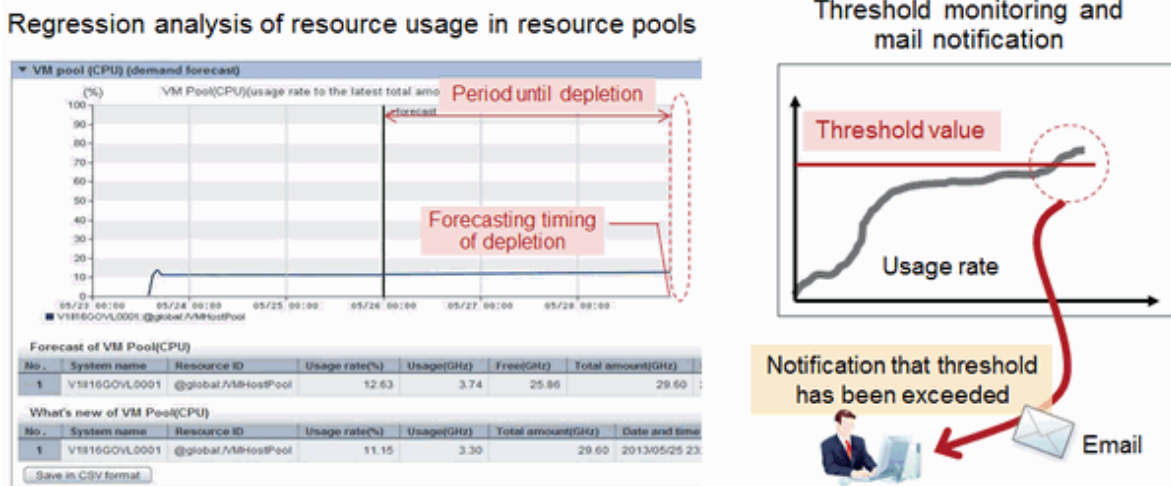 Regression analysis of resource usage in resource pools
VM pool (CPU) (demand forecast)
(%)
VM Pool(CPU)(usage rate to the latest total amo
Period until depletion
forecast
100
90
80
70
60
50
40
30
20
10
0
Forecasting timing
of depletion
05/23 00:00 05/24 00:00 05/25 00:00 05/26 00:00 05/27 00:00 05/28 00:00
V1I816GOVL0001:@global:/VMHostPool
Forecast of VM Pool(CPU)
No. System name Resource ID Usage rate(%) Usage(GHz) Free(GHz) Total amount(GHz)
1 V1I816GOVL0001 @global:/VMHostPool 12.63 3.74 25.86 29.60
What's new of VM Pool(CPU)
No. System name Resource ID Usage rate(%) Usage(GHz) Total amount(GHz) Date and time
1 V1I816GOVL0001 @global:/VMHostPool 11.15 3.30 29.60 2013/05/25 23:
Save in CSV format
Threshold monitoring and
mail notification
Threshold value
Usage rate
Notification that threshold
has been exceeded
Email